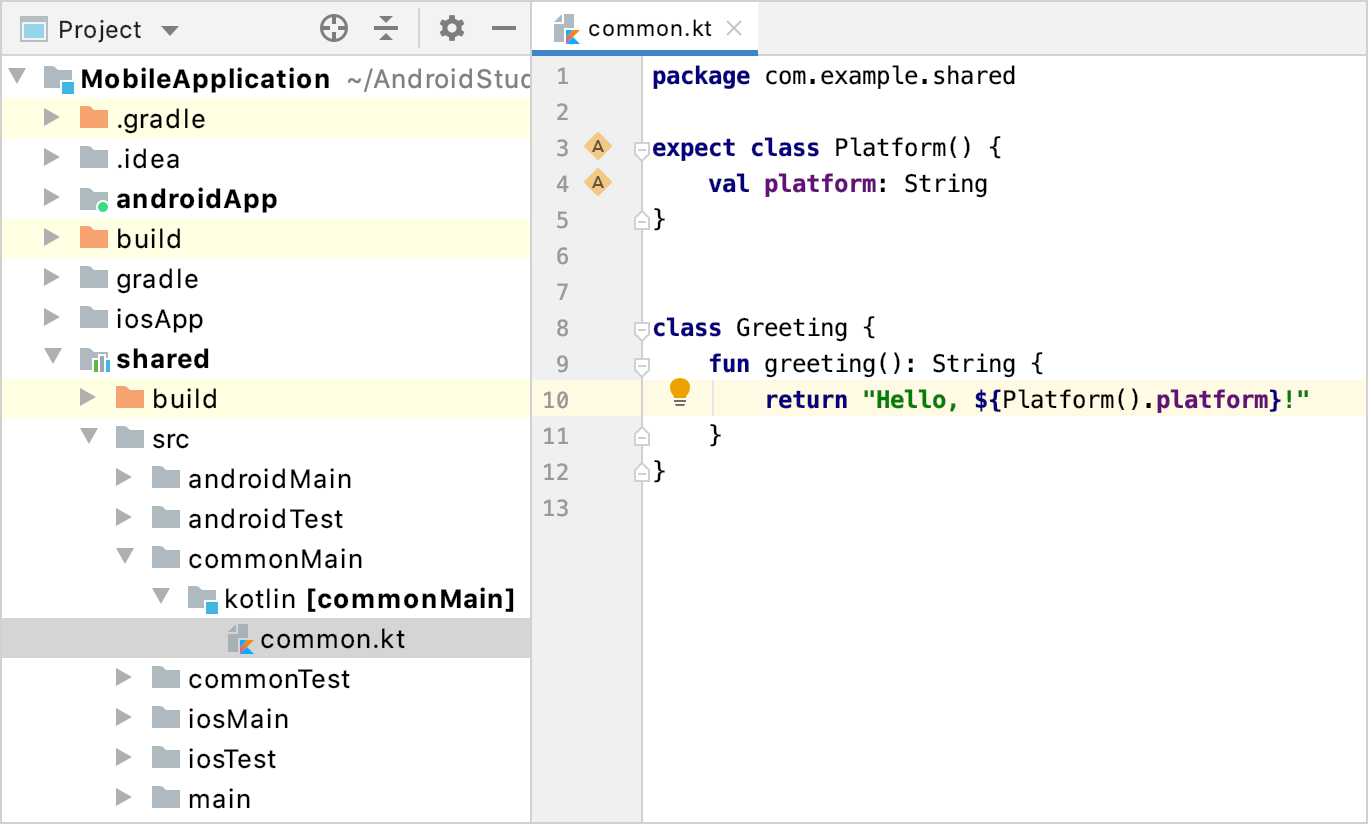 Project
MobileApplication ~/AndroidStud
.gradle
.idea
androidApp
build
gradle
iosApp
shared
build
src
androidMain
androidTest
commonMain
kotlin [commonMain]
common.kt
commonTest
iosMain
iosTest
main
common.kt
1 package com.example.shared
2
3 A expect class Platform() {
4 A val platform: String
5 }
6
7
8 class Greeting {
9 fun greeting(): String {
10 return "Hello, ${Platform().platform}!"
11 }
12 }
13